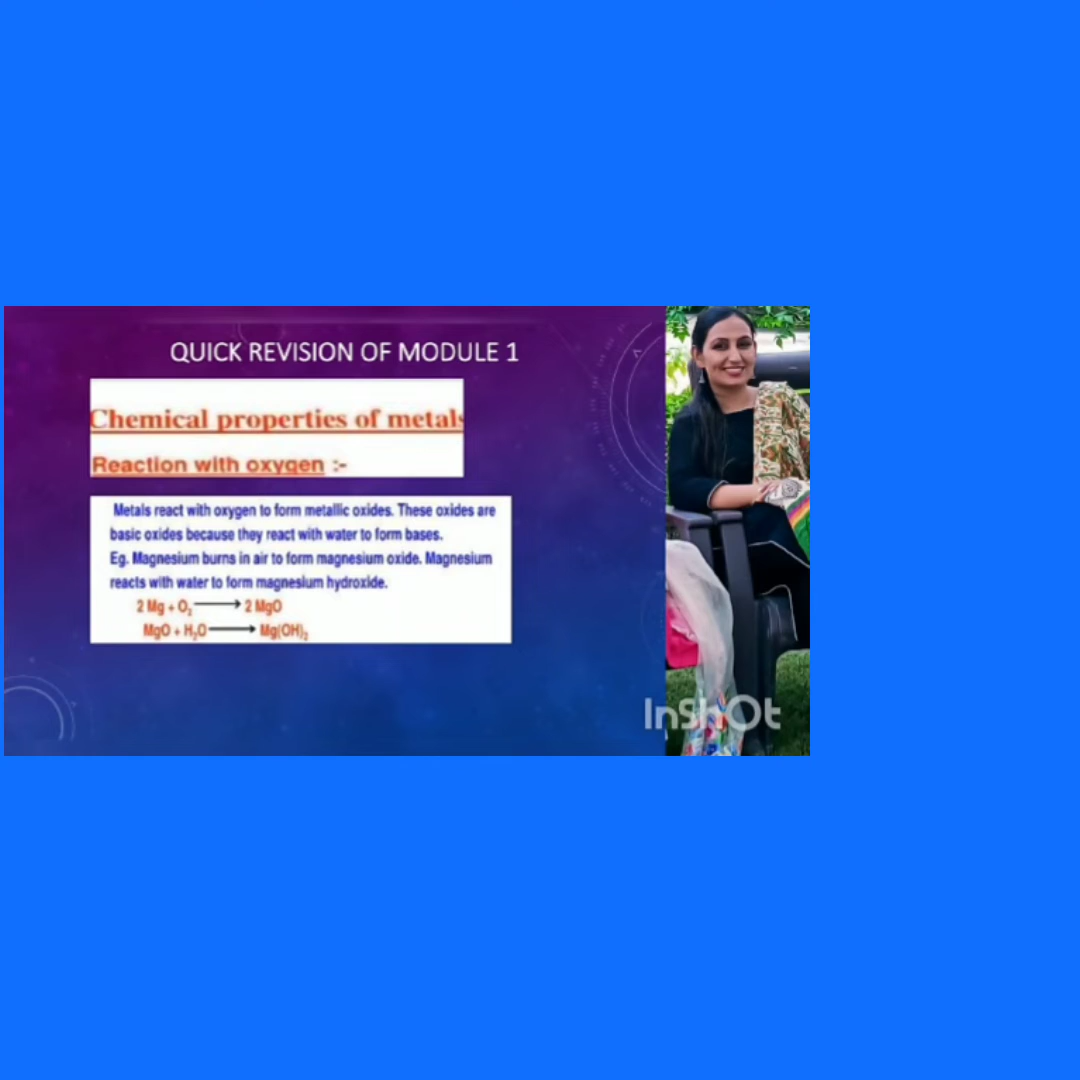 QUICK REVISION OF MODULE 1
Chemical properties of metals
Reaction with oxygen :-
Metals react with oxygen to form metallic oxides. These oxides are
basic oxides because they react with water to form bases.
Eg. Magnesium burns in air to form magnesium oxide. Magnesium
reacts with water to form magnesium hydroxide.
2 Mg + O₂ ⟶ 2 MgO
MgO + H₂O ⟶ Mg(OH)₂
InShOt